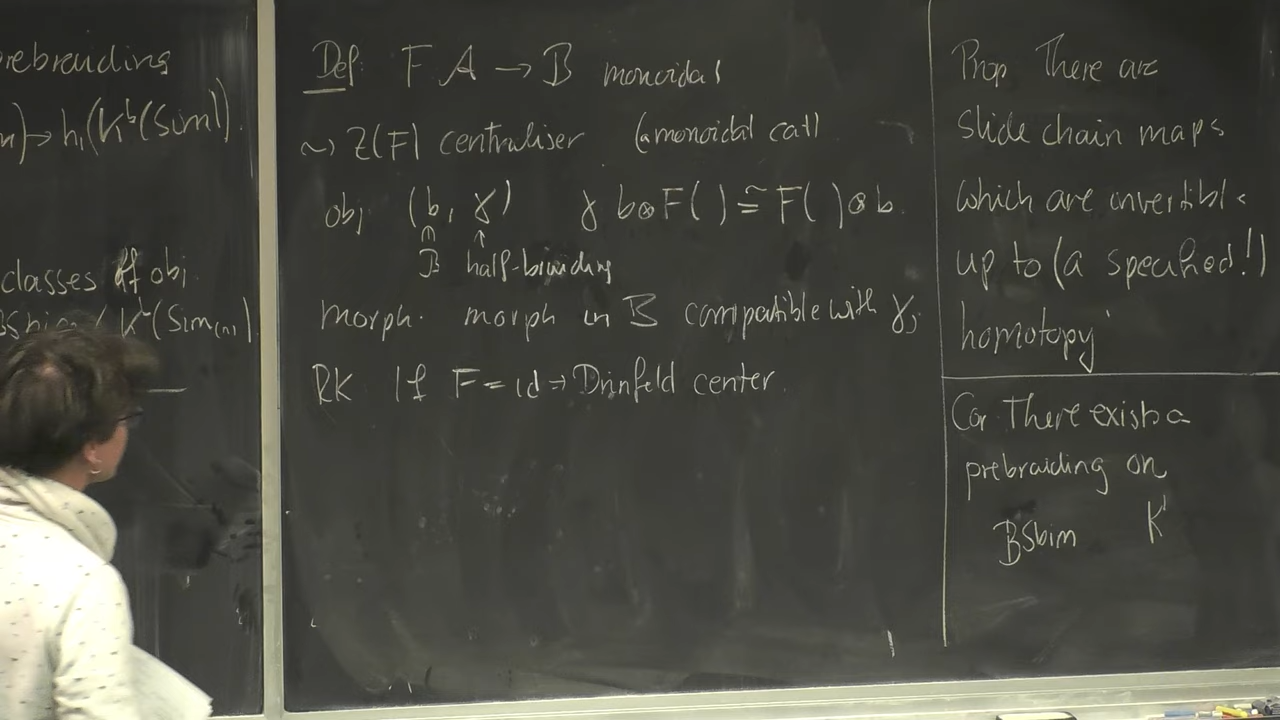 rebraiding
n) → h₁(K^b(Sim)).
classes of obj.
K^b(Sim(n))
Def: F A → B monoidal
~> Z(F) centraliser (a monoidal cat)
obj (b, γ) γ b⊗F( ) ≅ F( )⊗b.
B half-braiding
morph. morph in B compatible with γ's
RK If F = id → Drinfeld center.
Prop There are
slide chain maps
which are invertible
up to (a specified!)
homotopy
Cor There exists a
prebraiding on
BSbim K'